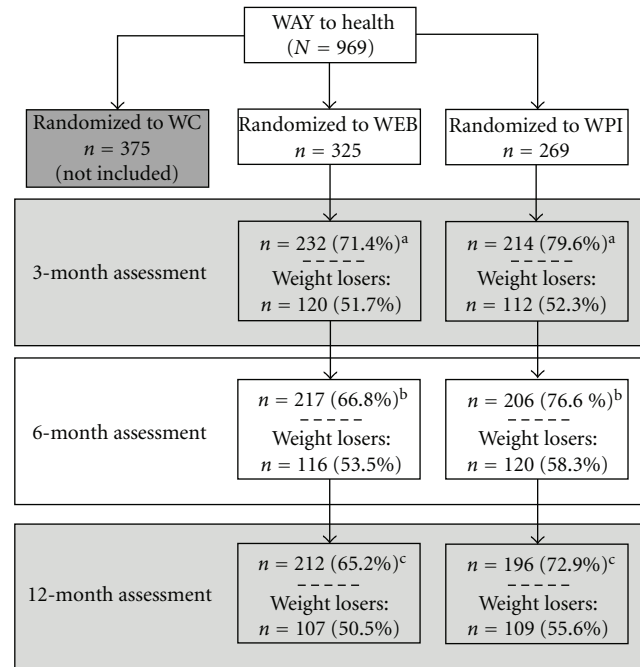 WAY to health
(N = 969)
Randomized to WC
n = 375
(not included)
Randomized to WEB
n = 325
Randomized to WPI
n = 269
3-month assessment
n = 232 (71.4%)ᵃ
Weight losers:
n = 120 (51.7%)
n = 214 (79.6%)ᵃ
Weight losers:
n = 112 (52.3%)
6-month assessment
n = 217 (66.8%)ᵇ
Weight losers:
n = 116 (53.5%)
n = 206 (76.6 %)ᵇ
Weight losers:
n = 120 (58.3%)
12-month assessment
n = 212 (65.2%)ᶜ
Weight losers:
n = 107 (50.5%)
n = 196 (72.9%)ᶜ
Weight losers:
n = 109 (55.6%)